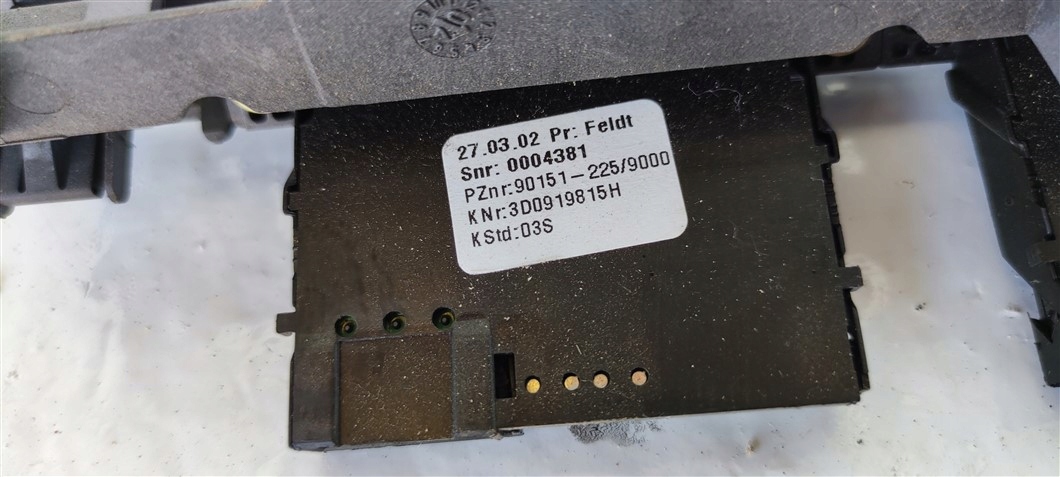 27.03.02 Pr: Feldt
Snr: 0004381
PZnr:90151-225/9000
KNr:3D0919815H
KStd:03S